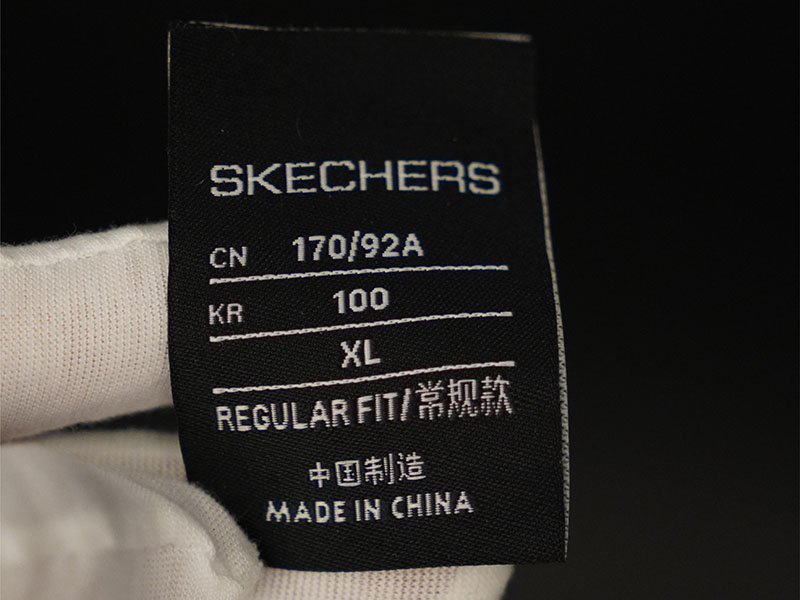 SKECHERS
CN 170/92A
KR 100
XL
REGULAR FIT/常规款
中国制造
MADE IN CHINA